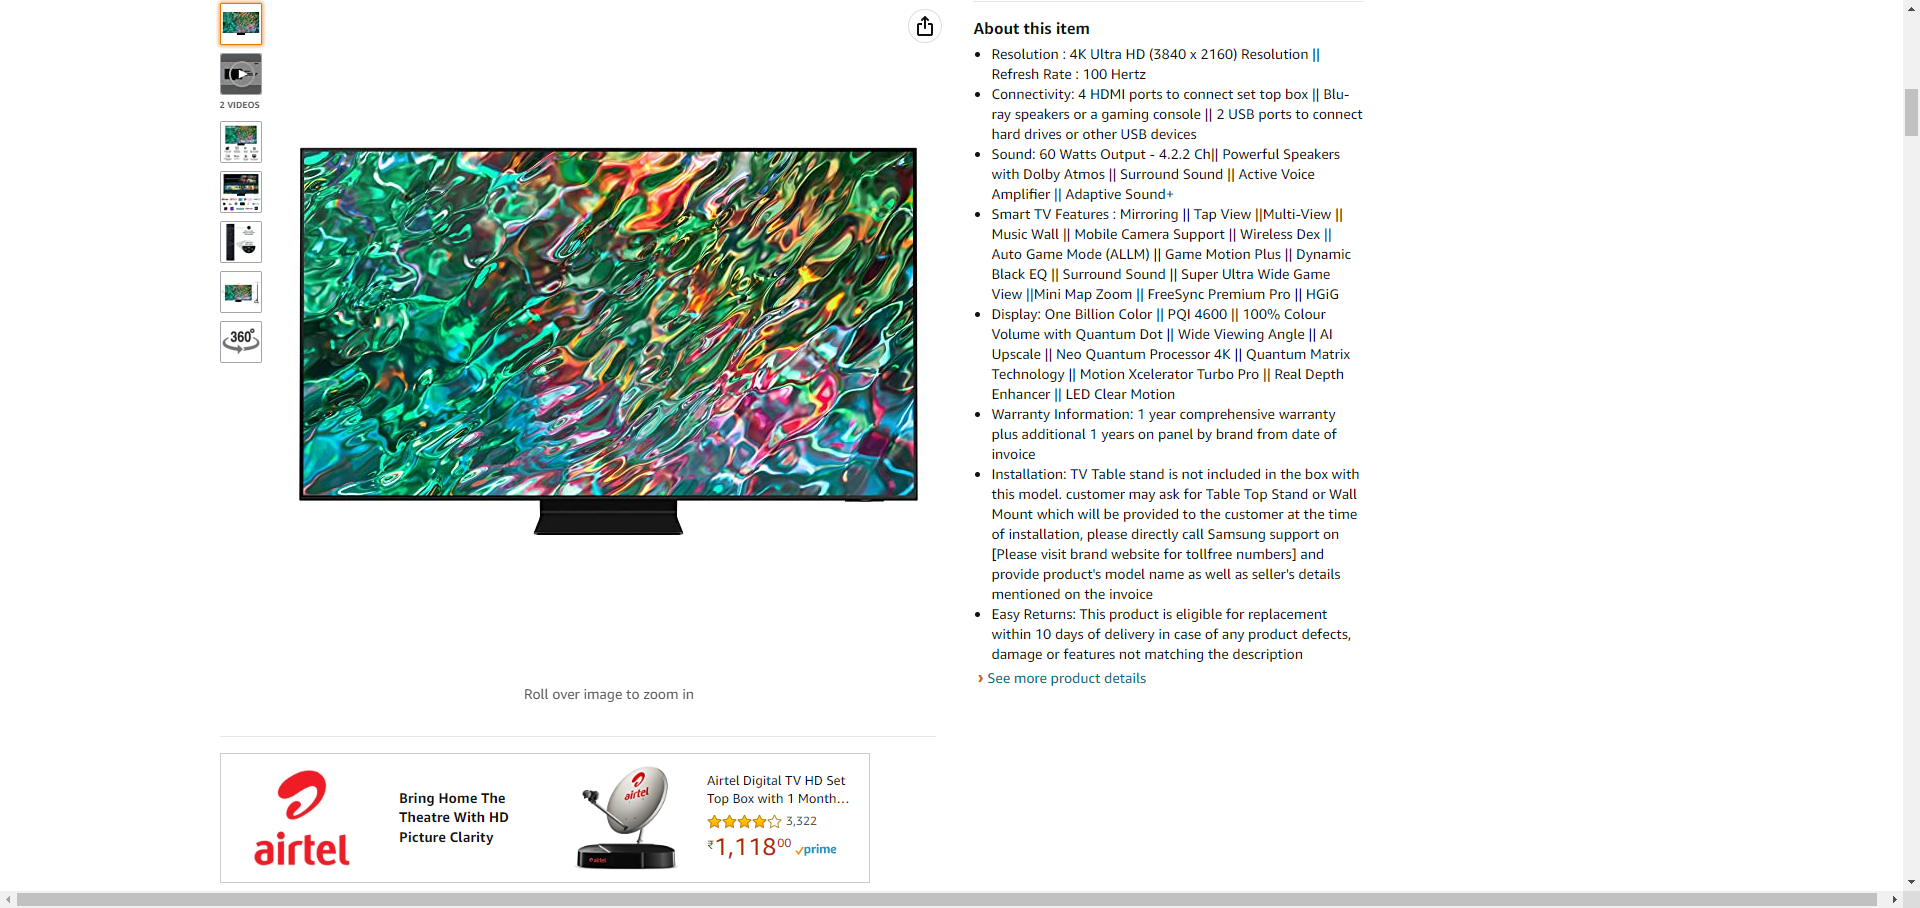 2 VIDEOS
360°
Roll over image to zoom in
About this item
Resolution : 4K Ultra HD (3840 x 2160) Resolution ||
Refresh Rate : 100 Hertz
Connectivity: 4 HDMI ports to connect set top box || Blu-
ray speakers or a gaming console || 2 USB ports to connect
hard drives or other USB devices
Sound: 60 Watts Output - 4.2.2 Ch|| Powerful Speakers
with Dolby Atmos || Surround Sound || Active Voice
Amplifier || Adaptive Sound+
Smart TV Features : Mirroring || Tap View ||Multi-View ||
Music Wall || Mobile Camera Support || Wireless Dex ||
Auto Game Mode (ALLM) || Game Motion Plus || Dynamic
Black EQ || Surround Sound || Super Ultra Wide Game
View ||Mini Map Zoom || FreeSync Premium Pro || HGiG
Display: One Billion Color || PQI 4600 || 100% Colour
Volume with Quantum Dot || Wide Viewing Angle || AI
Upscale || Neo Quantum Processor 4K || Quantum Matrix
Technology || Motion Xcelerator Turbo Pro || Real Depth
Enhancer || LED Clear Motion
Warranty Information: 1 year comprehensive warranty
plus additional 1 years on panel by brand from date of
invoice
Installation: TV Table stand is not included in the box with
this model. customer may ask for Table Top Stand or Wall
Mount which will be provided to the customer at the time
of installation, please directly call Samsung support on
[Please visit brand website for tollfree numbers] and
provide product's model name as well as seller's details
mentioned on the invoice
Easy Returns: This product is eligible for replacement
within 10 days of delivery in case of any product defects,
damage or features not matching the description
› See more product details
airtel
Bring Home The
Theatre With HD
Picture Clarity
airtel
airtel
Airtel Digital TV HD Set
Top Box with 1 Month...
3,322
₹1,11800 prime